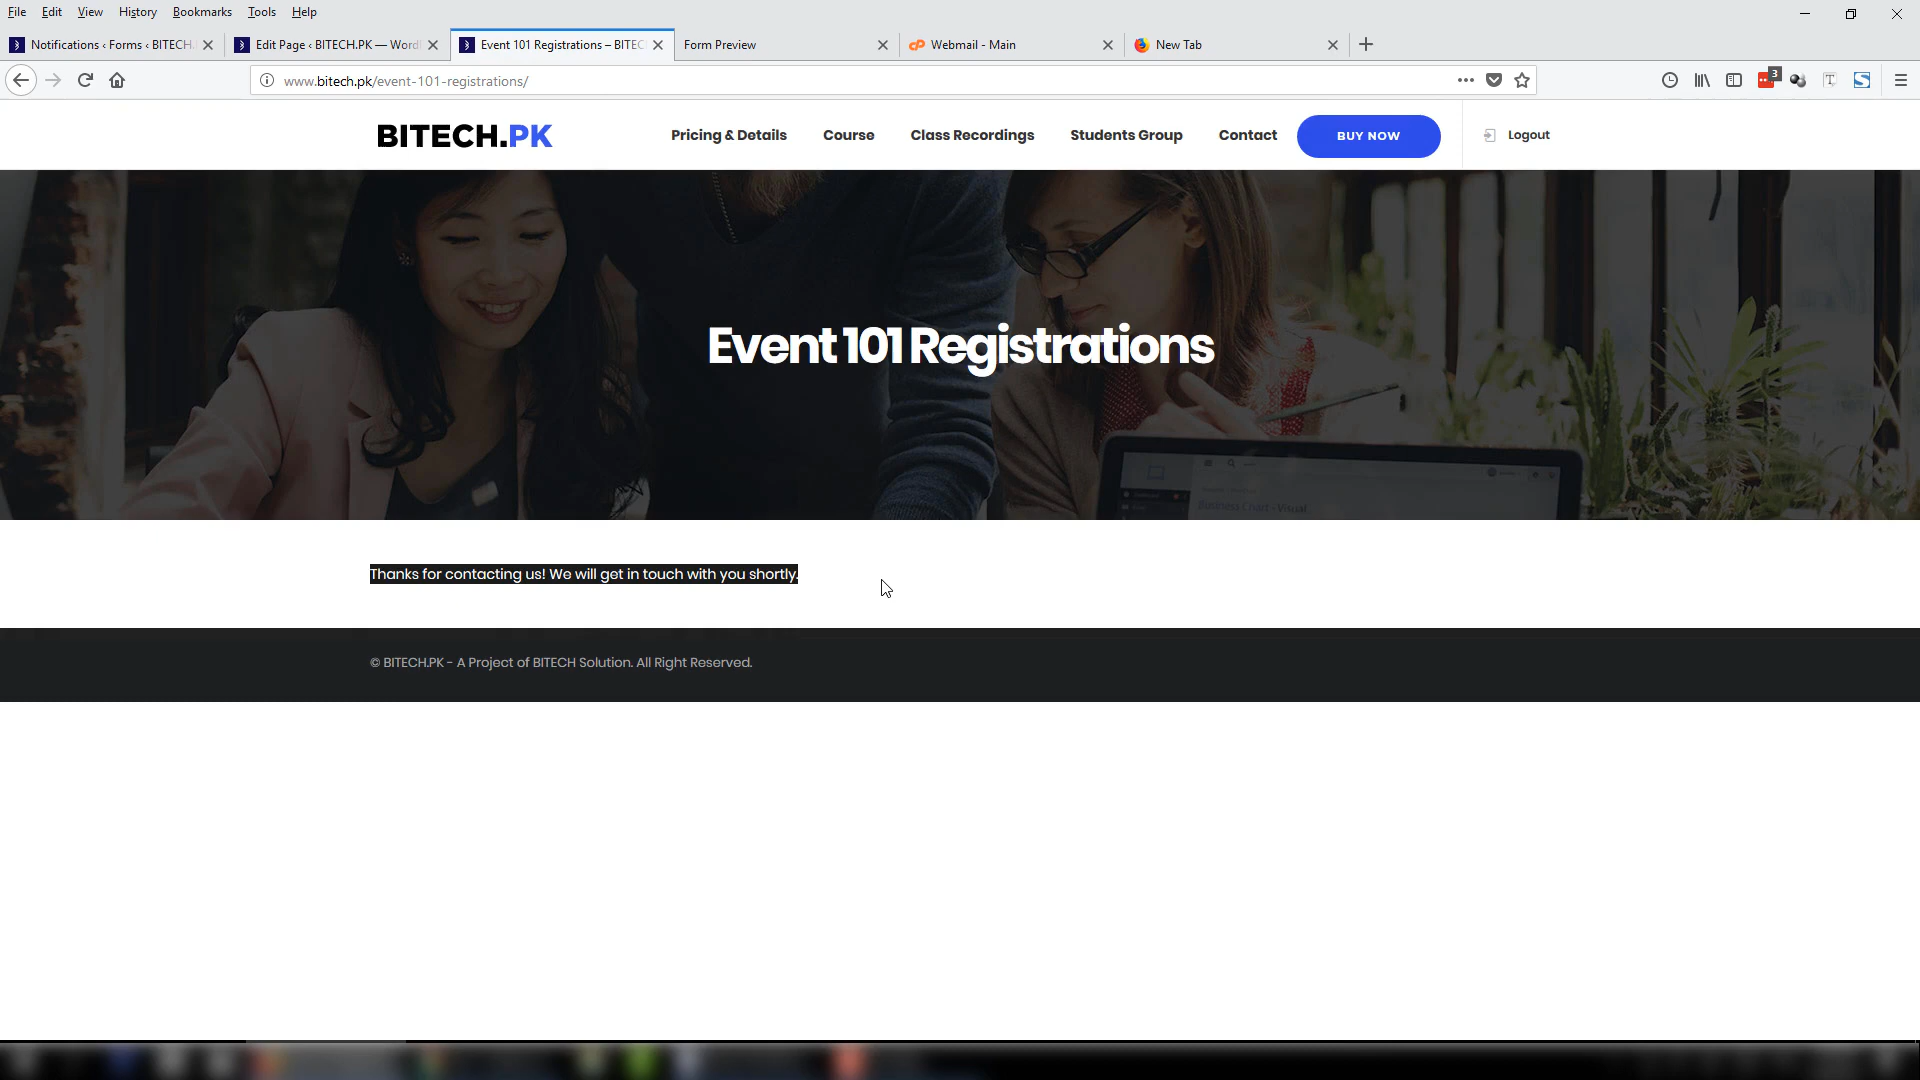 File Edit View History Bookmarks Tools Help
Notifications ‹ Forms ‹ BITECH.
Edit Page ‹ BITECH.PK — Word
Event 101 Registrations – BITEC
Form Preview
Webmail - Main
New Tab
www.bitech.pk/event-101-registrations/
3
BITECH.PK
Pricing & Details
Course
Class Recordings
Students Group
Contact
BUY NOW
Logout
Event 101 Registrations
Thanks for contacting us! We will get in touch with you shortly.
© BITECH.PK - A Project of BITECH Solution. All Right Reserved.